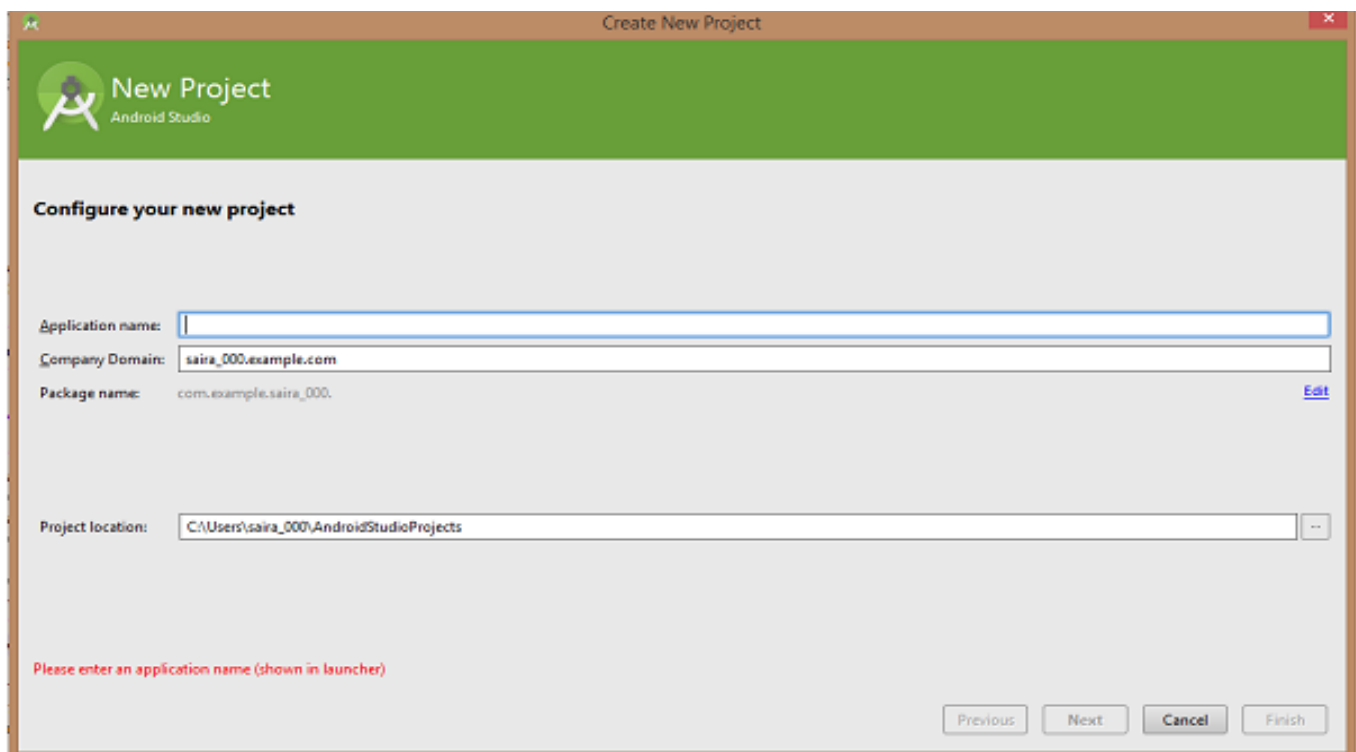 Create New Project
New Project
Android Studio
Configure your new project
Application name:
Company Domain: saira_000.example.com
Package name: com.example.saira_000. Edit
Project location: C:\Users\saira_000\AndroidStudioProjects ...
Please enter an application name (shown in launcher)
Previous Next Cancel Finish